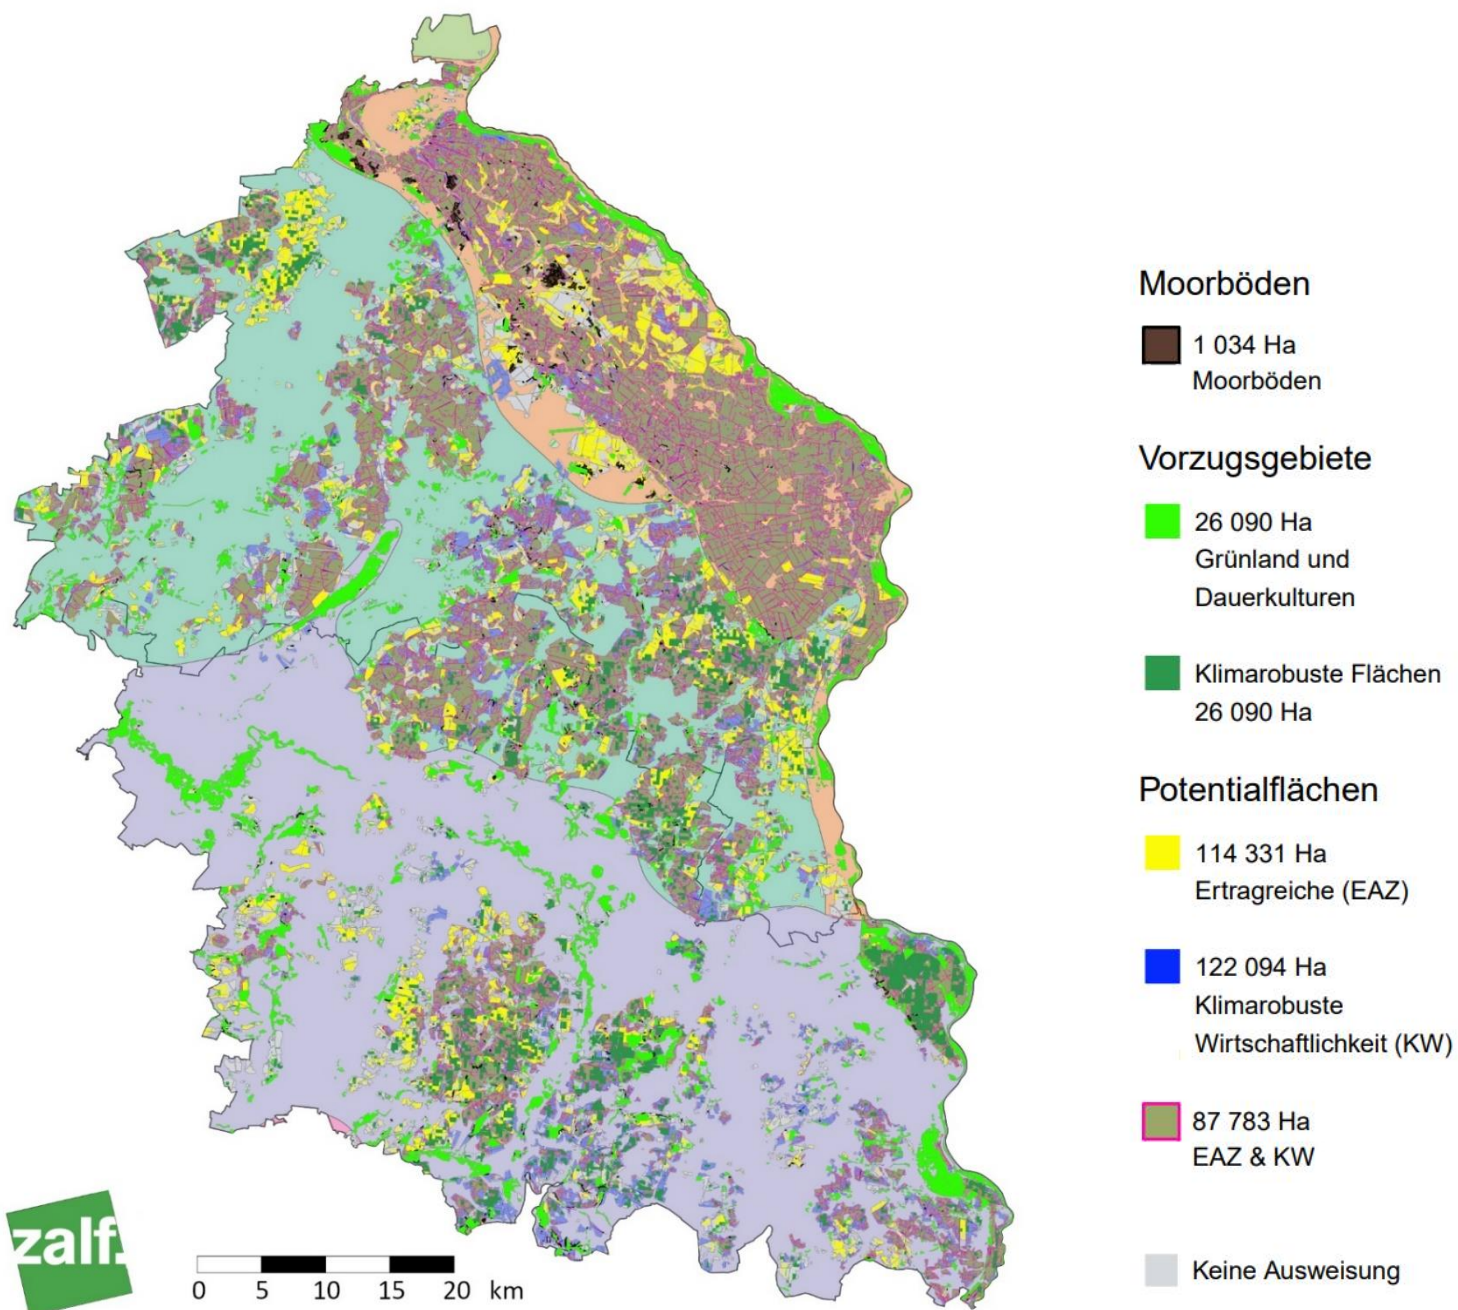 Moorböden
1 034 Ha
Moorböden
Vorzugsgebiete
26 090 Ha
Grünland und
Dauerkulturen
Klimarobuste Flächen
26 090 Ha
Potentialflächen
114 331 Ha
Ertragreiche (EAZ)
122 094 Ha
Klimarobuste
Wirtschaftlichkeit (KW)
87 783 Ha
EAZ & KW
Keine Ausweisung
zalf.
0 5 10 15 20 km